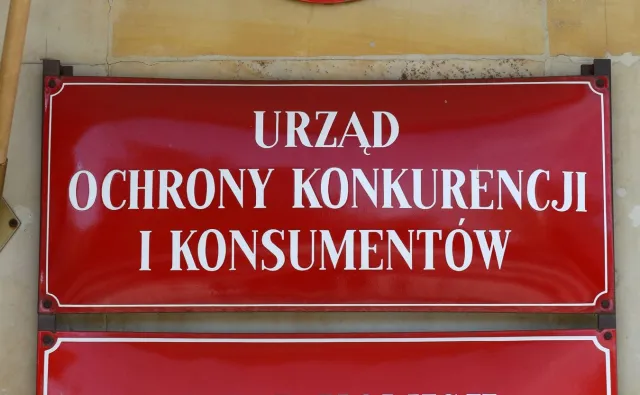 URZĄD
OCHRONY KONKURENCJI
I KONSUMENTÓW